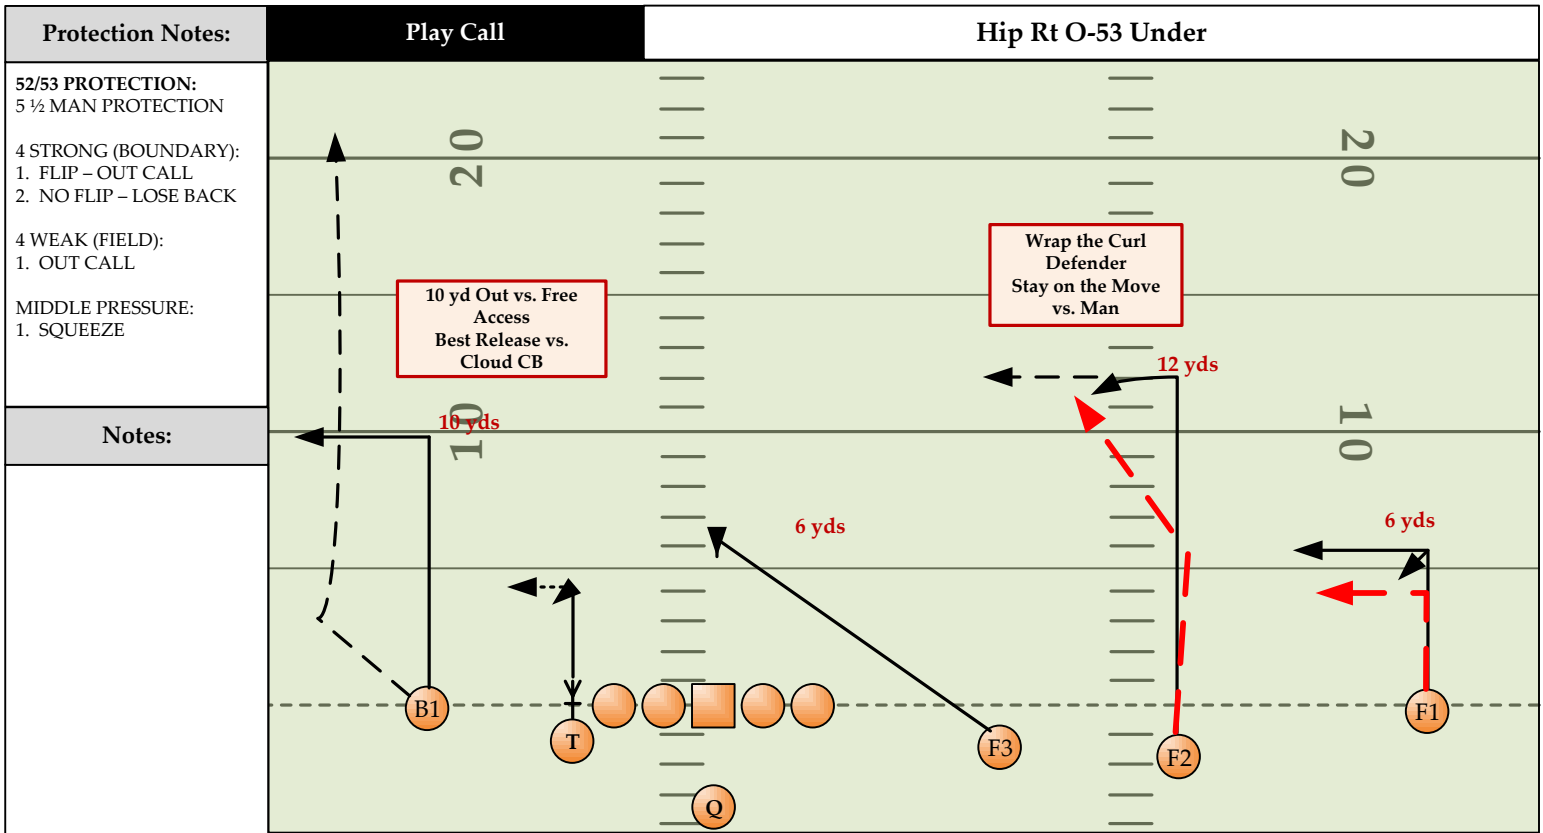 Protection Notes:
Play Call
Hip Rt O-53 Under
52/53 PROTECTION:
5 ½ MAN PROTECTION
4 STRONG (BOUNDARY):
1. FLIP – OUT CALL
2. NO FLIP – LOSE BACK
4 WEAK (FIELD):
1. OUT CALL
MIDDLE PRESSURE:
1. SQUEEZE
Notes:
20
20
Wrap the Curl
Defender
Stay on the Move
vs. Man
10 yd Out vs. Free
Access
Best Release vs.
Cloud CB
12 yds
10
10 yds
10
6 yds
6 yds
B1
T
F3
F2
F1
Q